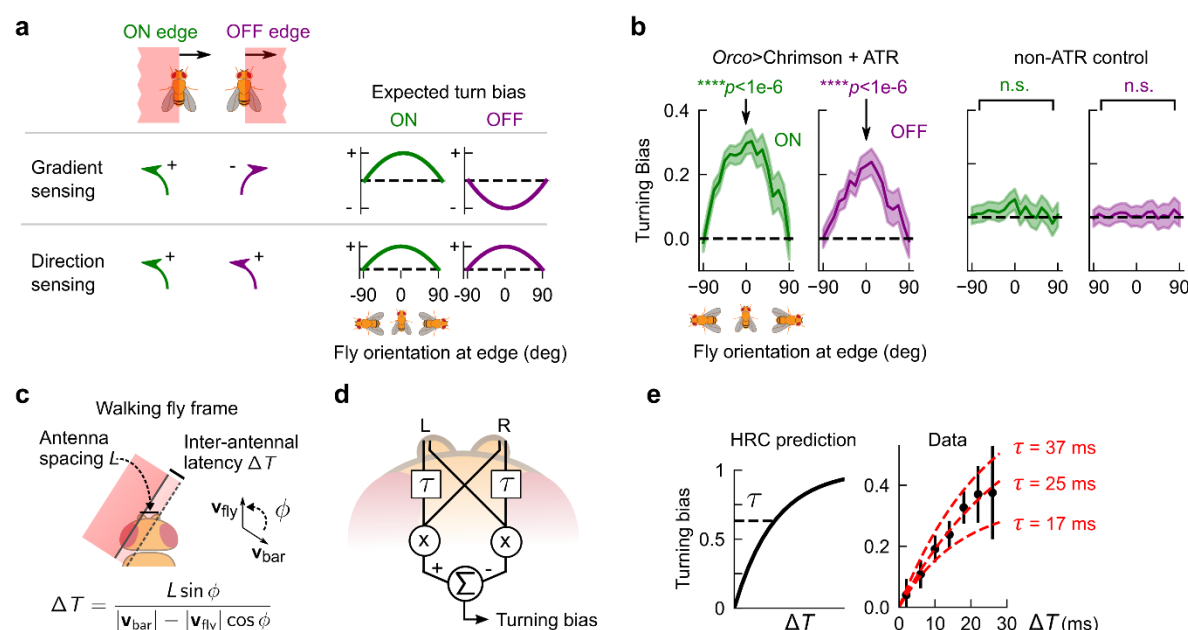 a
ON edge
OFF edge
Expected turn bias
ON
OFF
Gradient
sensing
+
-
+
-
+
-
Direction
sensing
+
+
+
+
-90 0 90
-90 0 90
Fly orientation at edge (deg)
b
Orco>Chrimson + ATR
non-ATR control
****p<1e-6
****p<1e-6
n.s.
n.s.
ON
OFF
Turning Bias
0.4
0.2
0.0
−90 0 90
−90 0 90
−90 0 90
−90 0 90
Fly orientation at edge (deg)
c
Walking fly frame
Antenna
spacing L
Inter-antennal
latency ΔT
v_fly
ϕ
v_bar
ΔT = L sin ϕ / |v_bar| − |v_fly| cos ϕ
d
L R
τ τ
x x
+ -
Σ
Turning bias
e
HRC prediction
Turning bias
1
0.5
0
τ
ΔT
Data
0.4
0.2
0.0
0 10 20 30
ΔT (ms)
τ = 37 ms
τ = 25 ms
τ = 17 ms